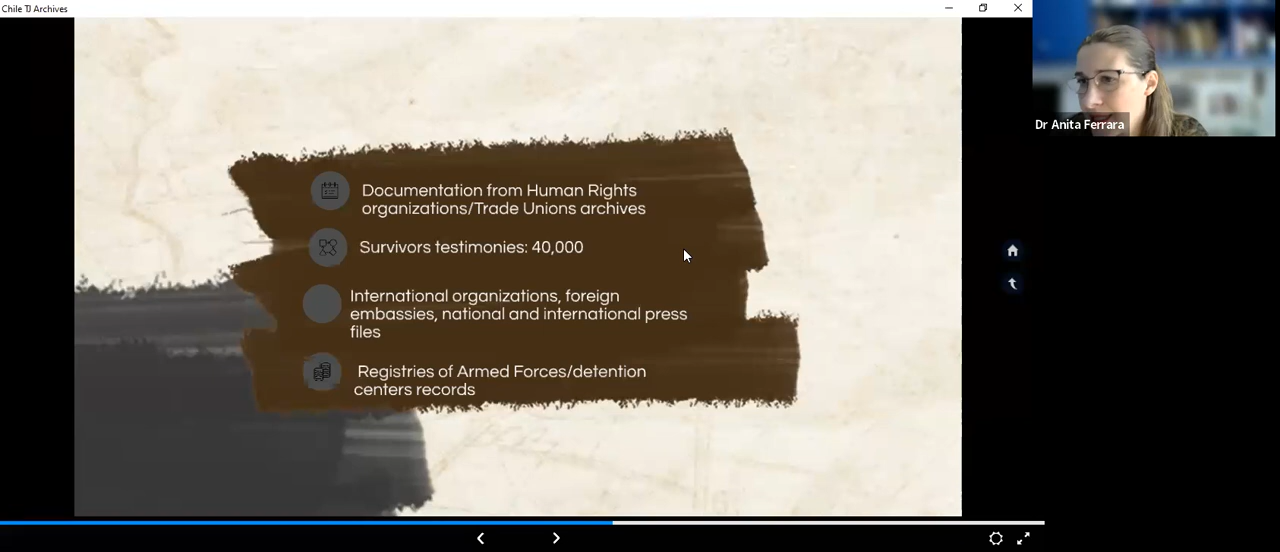 Chile TJ Archives
Dr Anita Ferrara
Documentation from Human Rights
organizations/Trade Unions archives
Survivors testimonies: 40,000
International organizations, foreign
embassies, national and international press
files
Registries of Armed Forces/detention
centers records